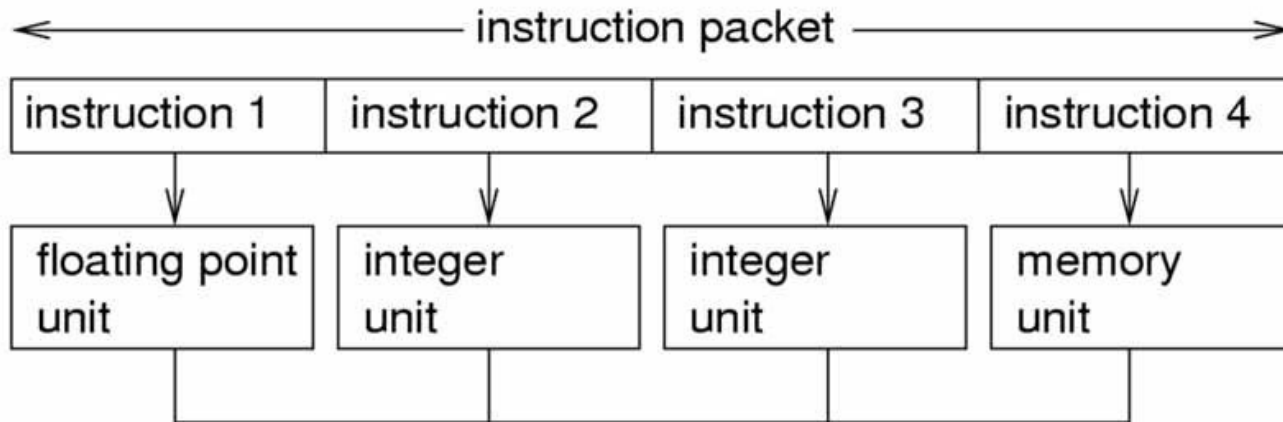 instruction packet
instruction 1 instruction 2 instruction 3 instruction 4
floating point integer integer memory
unit unit unit unit